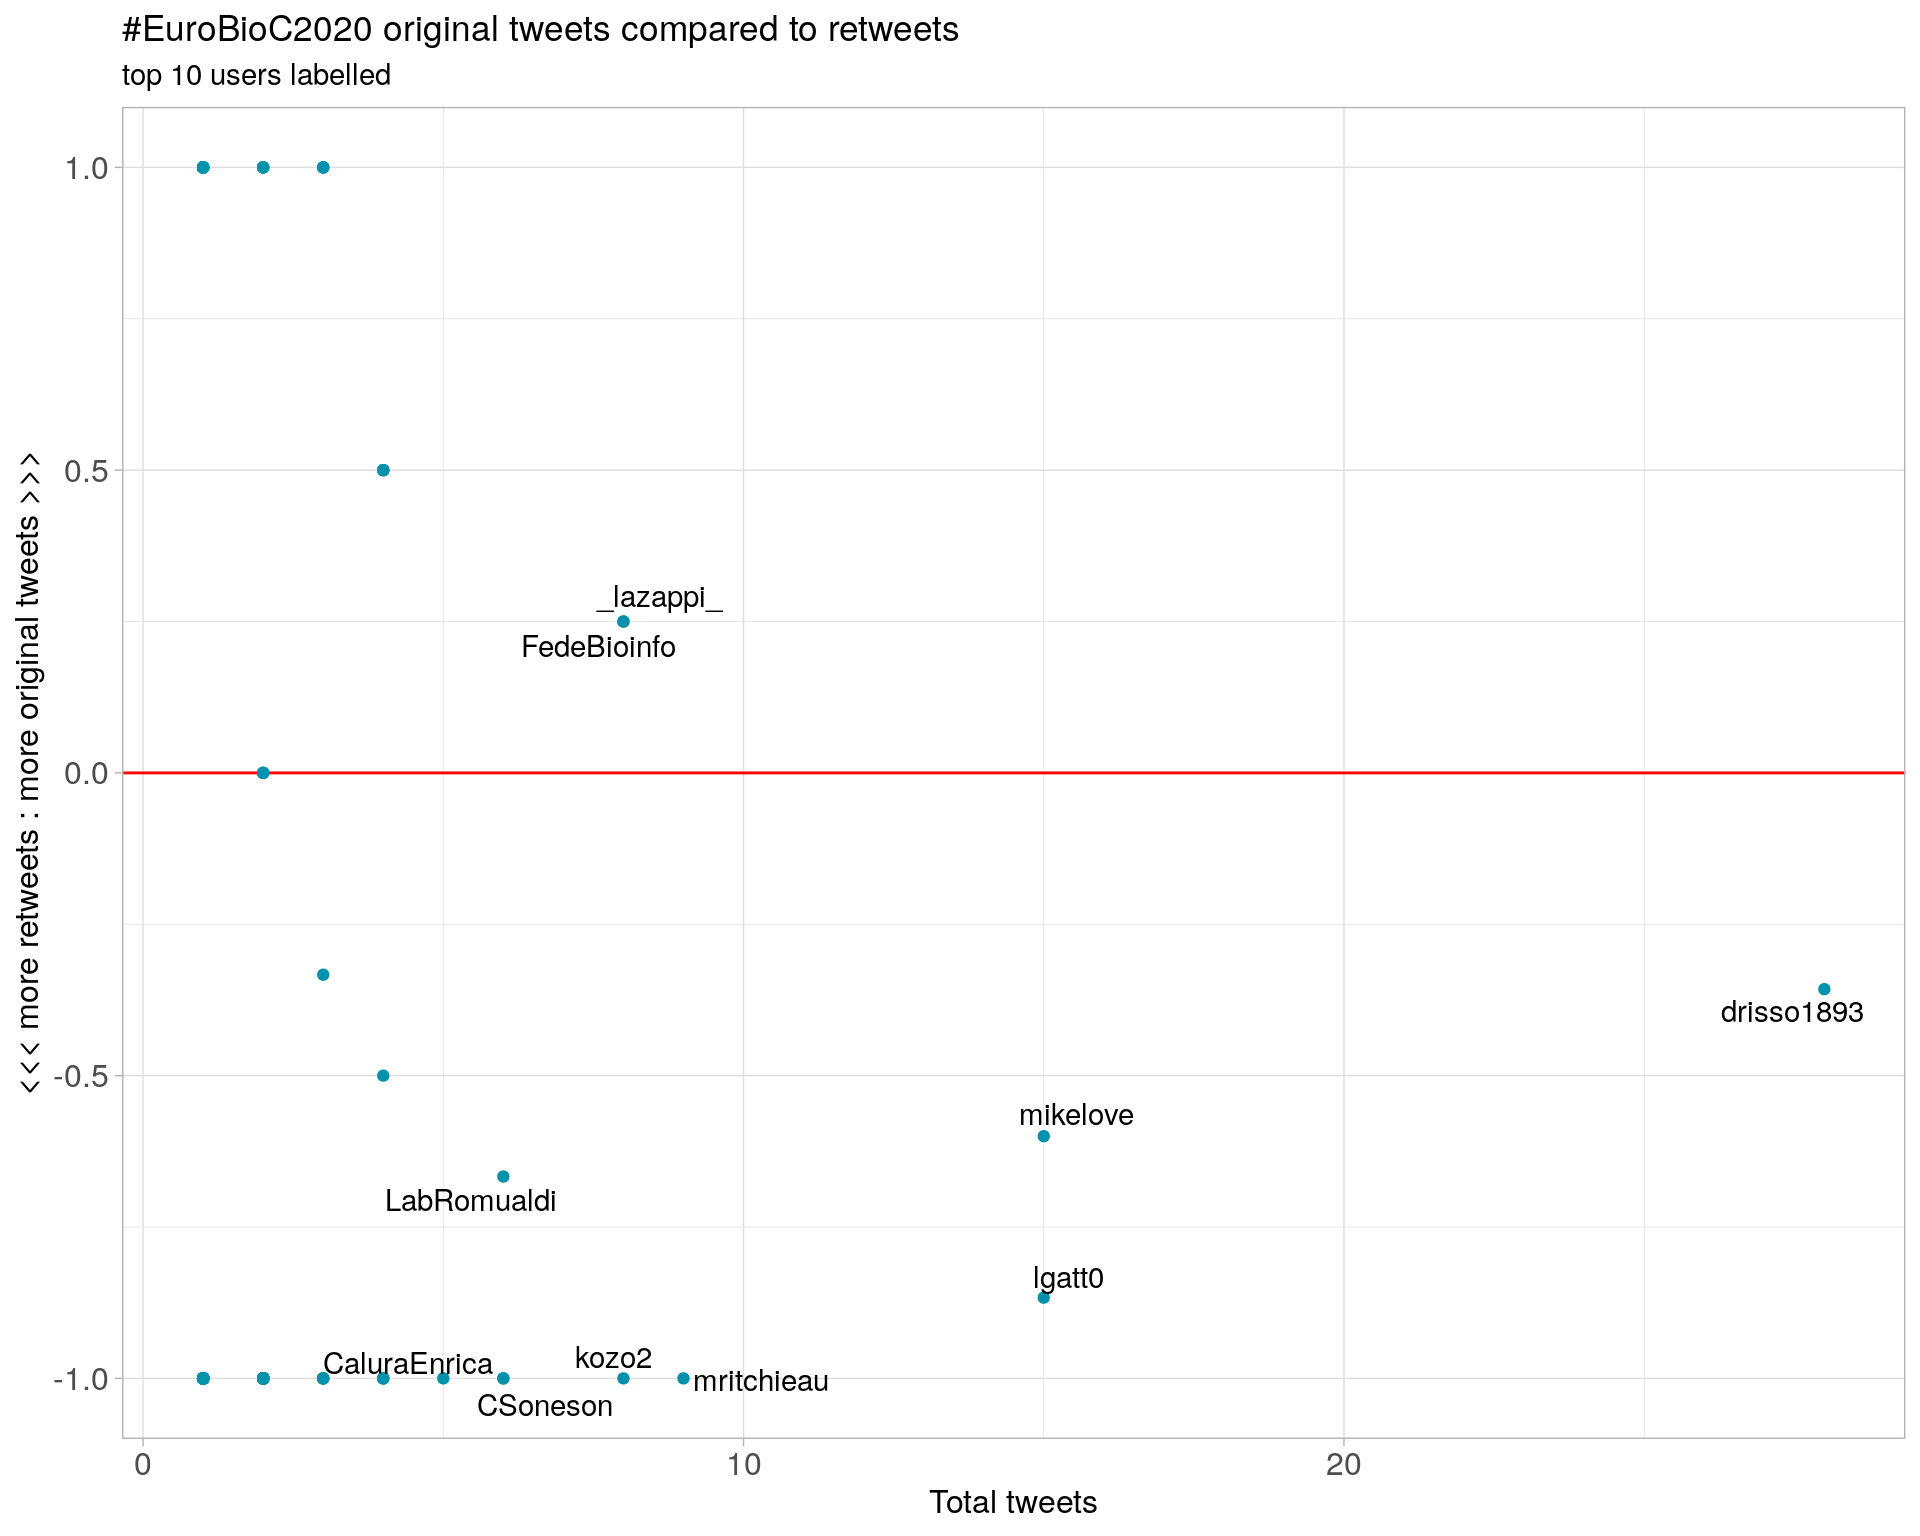 #EuroBioC2020 original tweets compared to retweets
top 10 users labelled
<<< more retweets : more original tweets >>>
1.0
0.5
0.0
-0.5
-1.0
_lazappi_
FedeBioinfo
drisso1893
mikelove
LabRomualdi
lgatt0
CaluraEnrica
kozo2
mritchieau
CSoneson
0
10
20
Total tweets